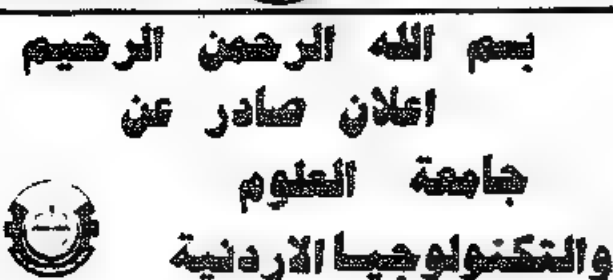 بسم الله الرحمن الرحيم
اعلان صادر عن
جامعة العلوم
والتكنولوجيا الاردنية